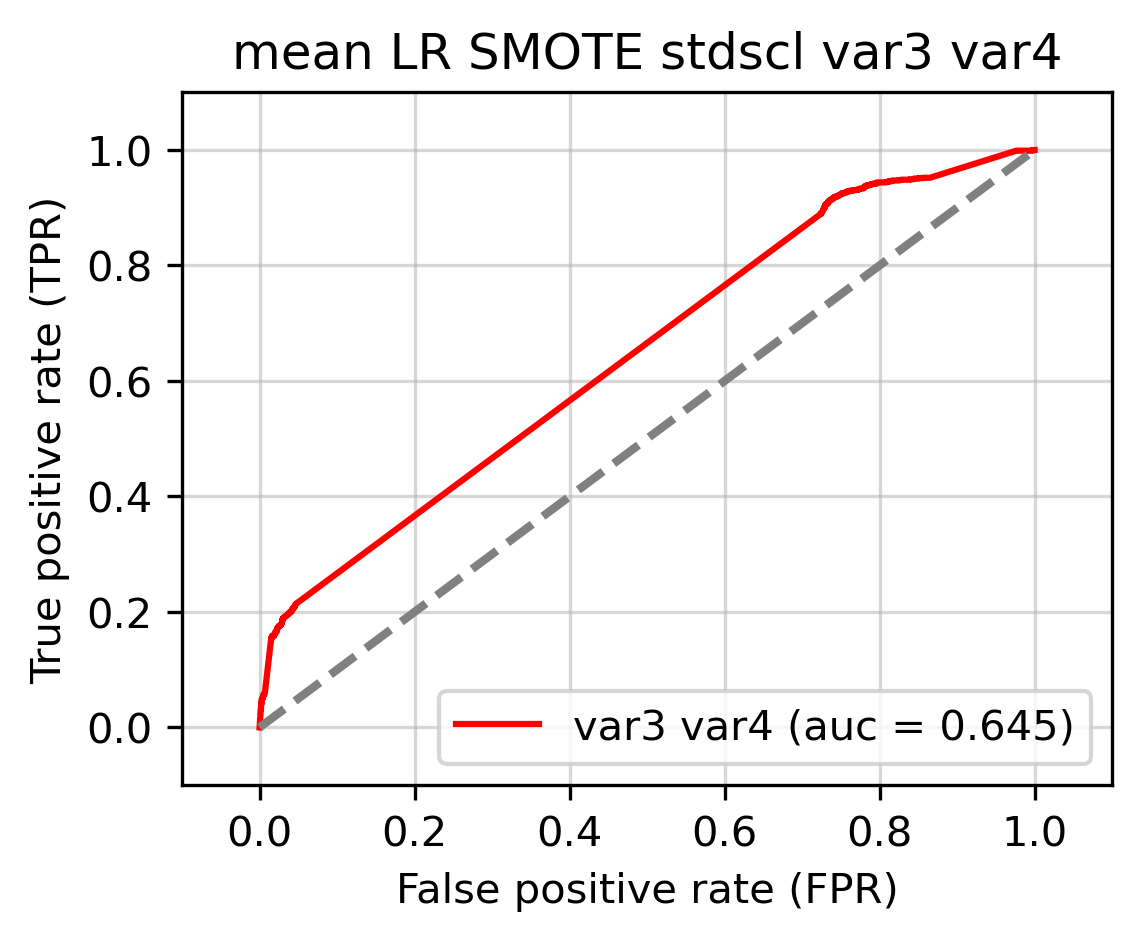 mean LR SMOTE stdscl var3 var4
True positive rate (TPR)
1.0
0.8
0.6
0.4
0.2
0.0
var3 var4 (auc = 0.645)
0.0 0.2 0.4 0.6 0.8 1.0
False positive rate (FPR)